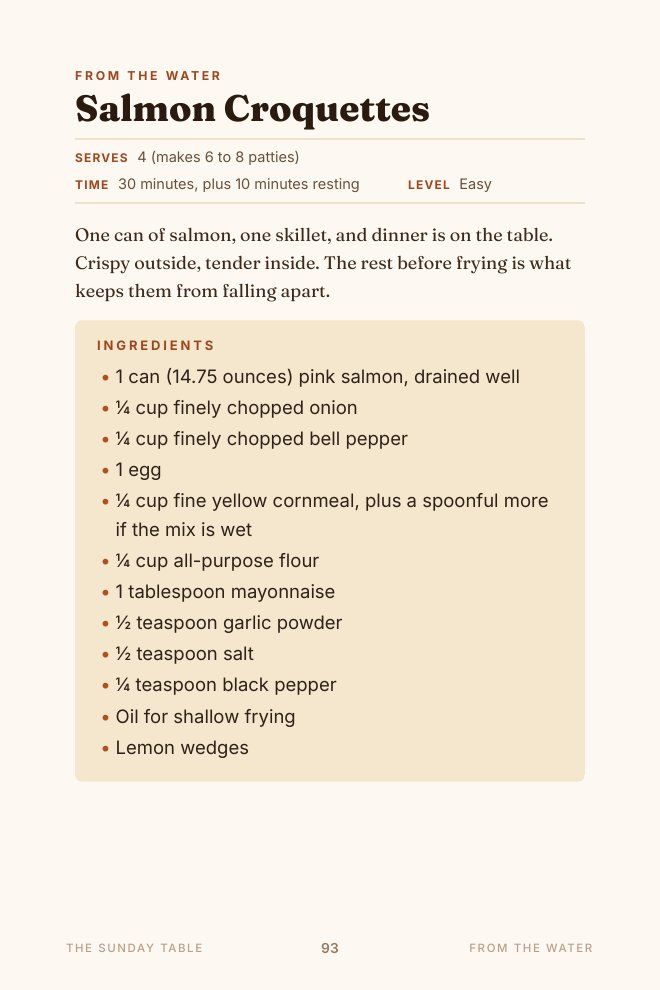 FROM THE WATER
Salmon Croquettes
SERVES 4 (makes 6 to 8 patties)
TIME 30 minutes, plus 10 minutes resting LEVEL Easy
One can of salmon, one skillet, and dinner is on the table.
Crispy outside, tender inside. The rest before frying is what
keeps them from falling apart.
INGREDIENTS
• 1 can (14.75 ounces) pink salmon, drained well
• ¼ cup finely chopped onion
• ¼ cup finely chopped bell pepper
• 1 egg
• ¼ cup fine yellow cornmeal, plus a spoonful more
if the mix is wet
• ¼ cup all-purpose flour
• 1 tablespoon mayonnaise
• ½ teaspoon garlic powder
• ½ teaspoon salt
• ¼ teaspoon black pepper
• Oil for shallow frying
• Lemon wedges
THE SUNDAY TABLE 93 FROM THE WATER